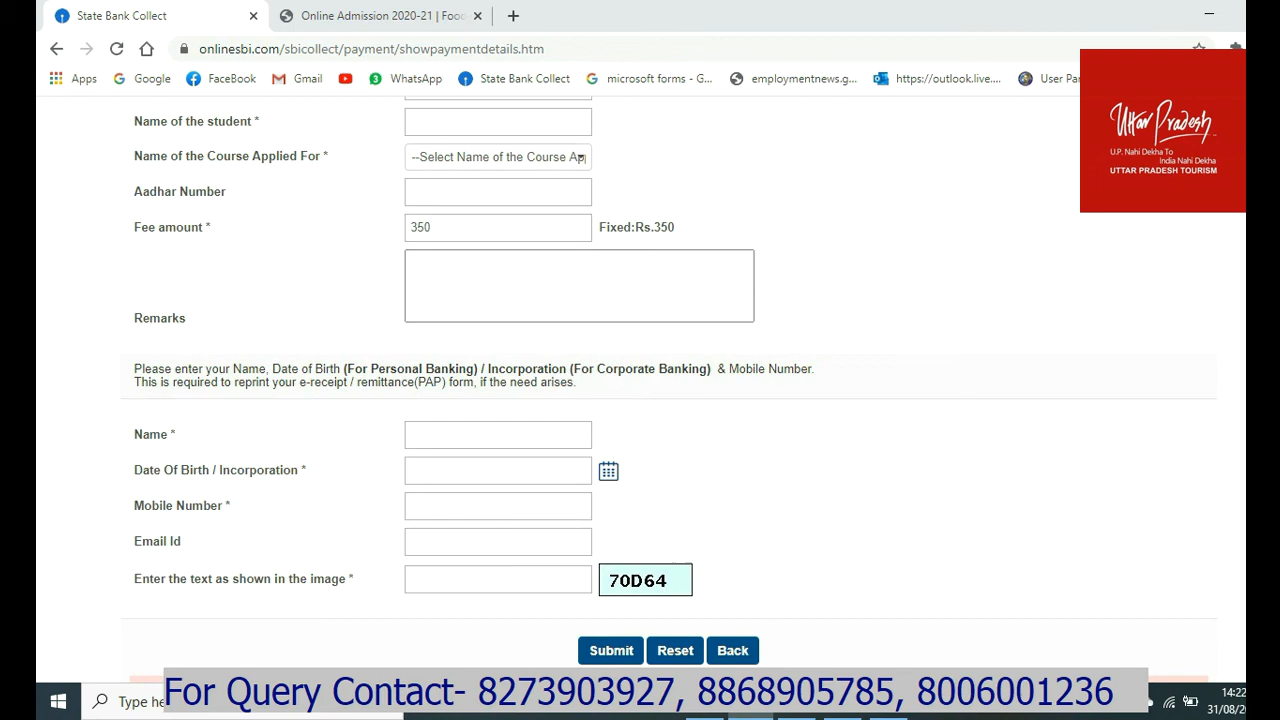 State Bank Collect
Online Admission 2020-21 | Foo
onlinesbi.com/sbicollect/payment/showpaymentdetails.htm
Apps Google FaceBook Gmail WhatsApp State Bank Collect microsoft forms - G... employmentnews.g... https://outlook.live.... User Pa
Uttar Pradesh
U.P. Nahi Dekha To
India Nahi Dekha
UTTAR PRADESH TOURISM
Name of the student *
Name of the Course Applied For * --Select Name of the Course Ap
Aadhar Number
Fee amount * 350 Fixed:Rs.350
Remarks
Please enter your Name, Date of Birth (For Personal Banking) / Incorporation (For Corporate Banking) & Mobile Number.
This is required to reprint your e-receipt / remittance(PAP) form, if the need arises.
Name *
Date Of Birth / Incorporation *
Mobile Number *
Email Id
Enter the text as shown in the image * 70D64
Submit Reset Back
For Query Contact- 8273903927, 8868905785, 8006001236
Type he
14:22
31/08/2